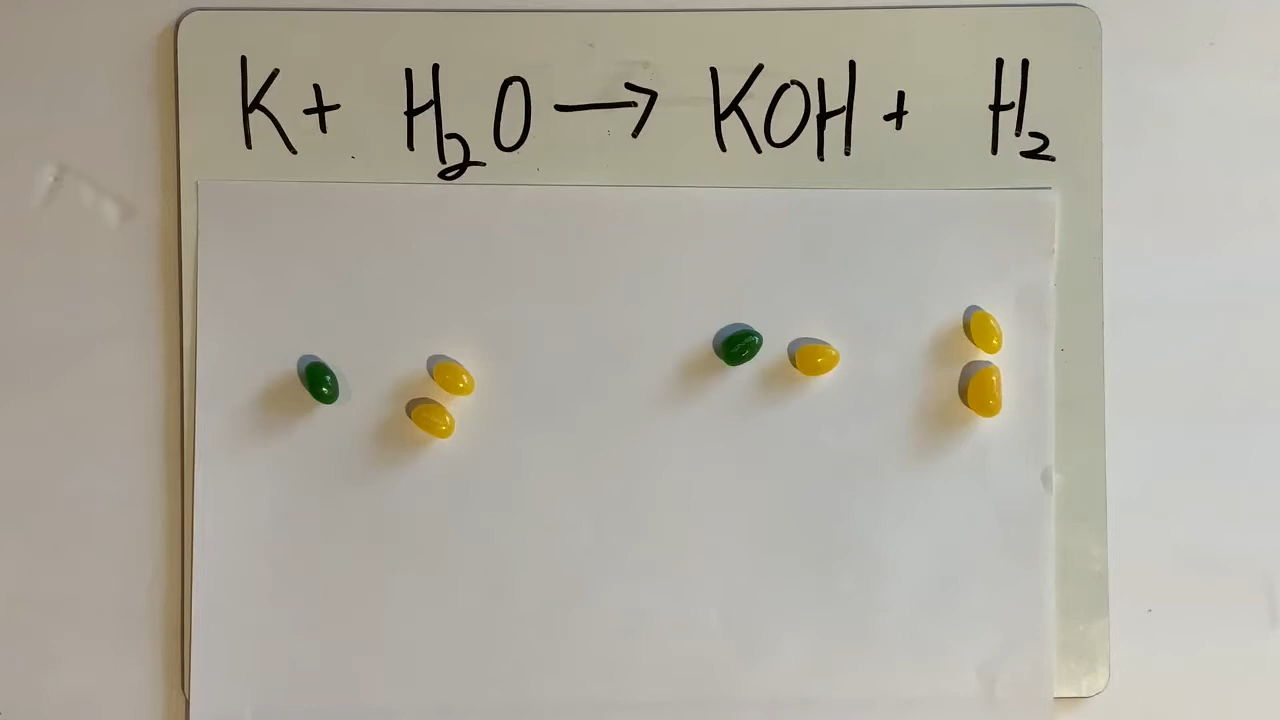 K + H₂O → KOH + H₂